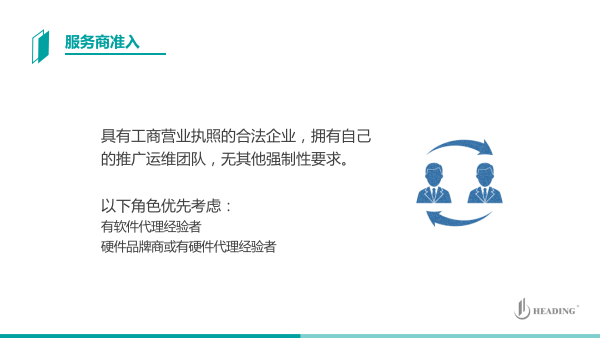 服务商准入
具有工商营业执照的合法企业，拥有自己
的推广运维团队，无其他强制性要求。
以下角色优先考虑：
有软件代理经验者
硬件品牌商或有硬件代理经验者
HEADING